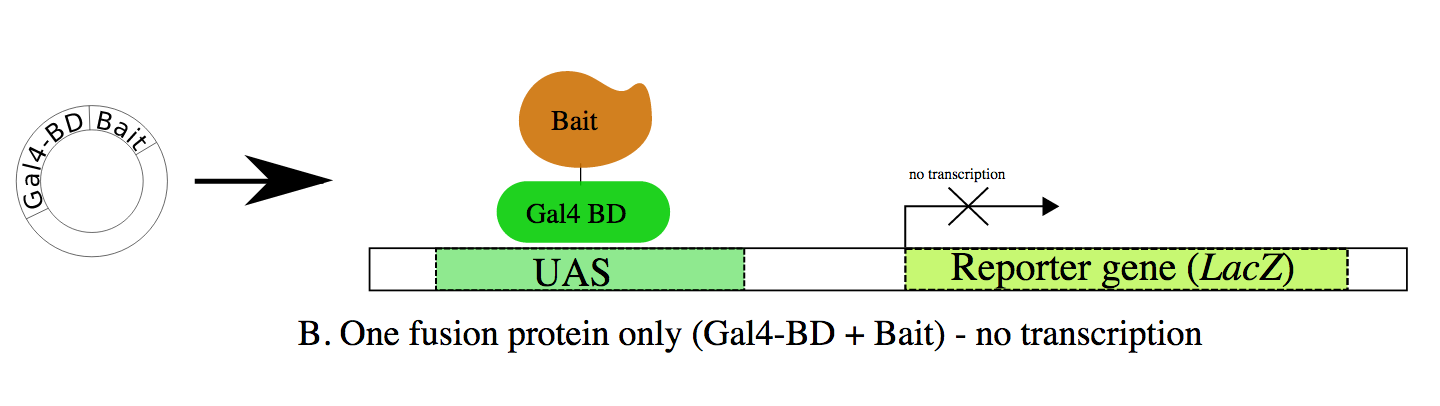 Gal4-BD Bait
Bait
Gal4 BD
no transcription
UAS
Reporter gene (LacZ)
B. One fusion protein only (Gal4-BD + Bait) - no transcription